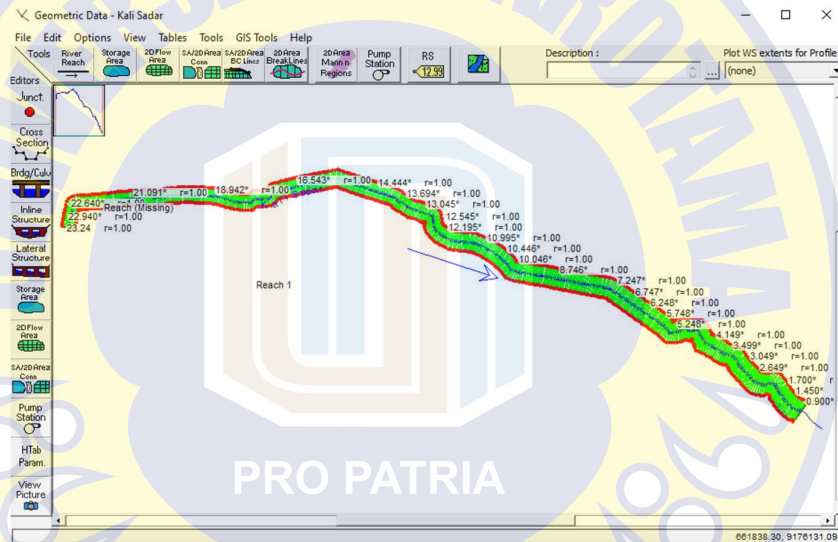 Geometric Data - Kali Sadar
File Edit Options View Tables Tools GIS Tools Help
Tools
River Reach
Storage Area
2D Flow Area
SA/2D Area Conn
SA/2D Area BC Lines
2D Area BreakLines
2D Area Mann n Regions
Pump Station
RS
12.99
Description :
...
Plot WS extents for Profile
(none)
Editors
Junct.
Cross Section
Brdg/Culv
Inline Structure
Lateral Structure
Storage Area
2D Flow Area
SA/2D Area Conn
Pump Station
HTab Param.
View Picture
21.091* r=1.00 18.942* r=1.00 16.543* r=1.00 14.444* r=1.00
22.640* r=1.00
Reach (Missing)
22.940* r=1.00
23.24 r=1.00
13.694* r=1.00
13.045* r=1.00
12.545* r=1.00
12.195* r=1.00
10.995* r=1.00
10.446* r=1.00
10.046* r=1.00
8.746* r=1.00
7.247* r=1.00
6.747* r=1.00
6.248* r=1.00
5.748* r=1.00
5.248* r=1.00
4.149* r=1.00
3.499* r=1.00
3.049* r=1.00
2.649* r=1.00
1.700* r
1.450*
0.900*
Reach 1
PRO PATRIA
661838.30, 9176131.09